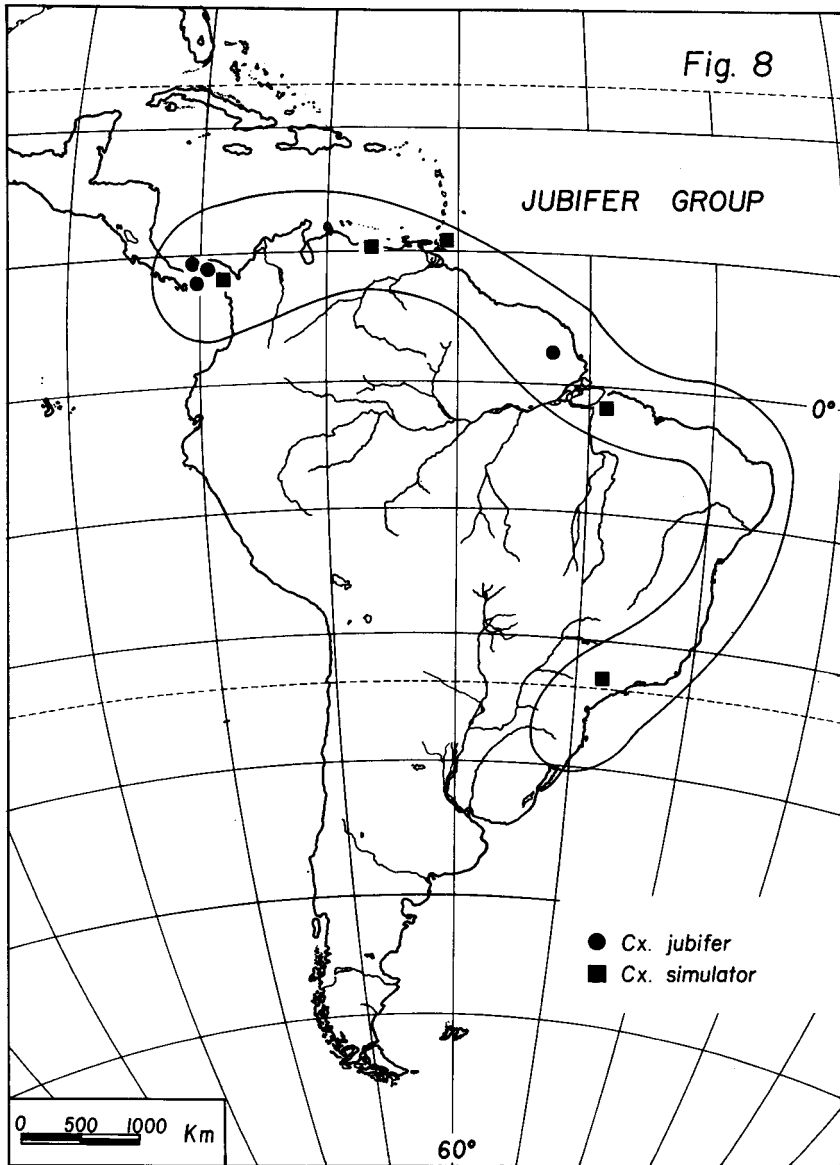 Fig. 8
JUBIFER GROUP
0°
Cx. jubifer
Cx. simulator
0 500 1000 Km
60°